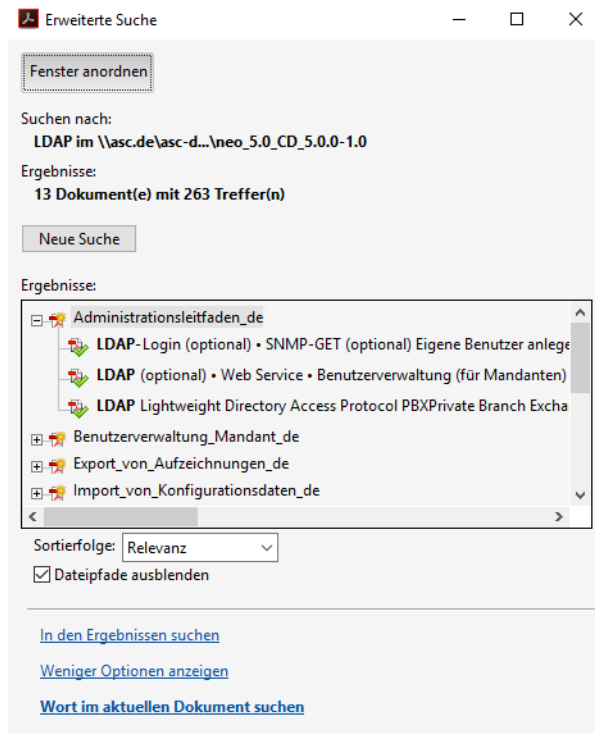 Erweiterte Suche
Fenster anordnen
Suchen nach:
LDAP im \\asc.de\asc-d...\neo_5.0_CD_5.0.0-1.0
Ergebnisse:
13 Dokument(e) mit 263 Treffer(n)
Neue Suche
Ergebnisse:
Administrationsleitfaden_de
LDAP-Login (optional) • SNMP-GET (optional) Eigene Benutzer anlege
LDAP (optional) • Web Service • Benutzerverwaltung (für Mandanten)
LDAP Lightweight Directory Access Protocol PBXPrivate Branch Excha
Benutzerverwaltung_Mandant_de
Export_von_Aufzeichnungen_de
Import_von_Konfigurationsdaten_de
Sortierfolge: Relevanz
Dateipfade ausblenden
In den Ergebnissen suchen
Weniger Optionen anzeigen
Wort im aktuellen Dokument suchen